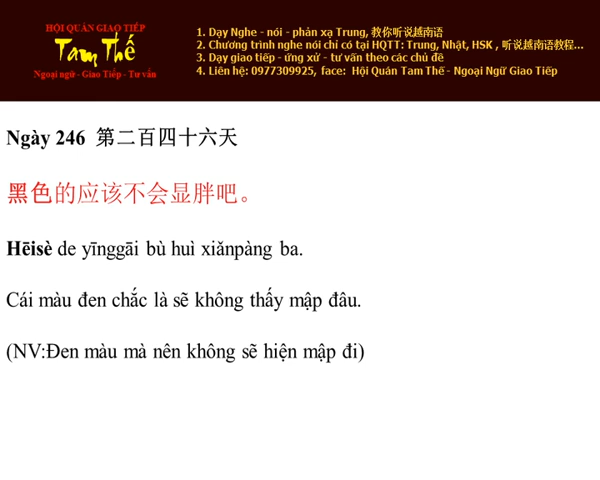 HỘI QUÁN GIAO TIẾP
Tam Thế
Ngoại ngữ - Giao Tiếp - Tư vấn
1. Dạy Nghe - nói - phản xạ Trung, 教你听说越南语
2. Chương trình nghe nói chỉ có tại HQTT: Trung, Nhật, HSK , 听说越南语教程...
3. Dạy giao tiếp - ứng xử - tư vấn theo các chủ đề
4. Liên hệ: 0977309925, face: Hội Quán Tam Thế - Ngoại Ngữ Giao Tiếp
Ngày 246 第二百四十六天
黑色的应该不会显胖吧。
Hēisè de yīnggāi bù huì xiǎnpàng ba.
Cái màu đen chắc là sẽ không thấy mập đâu.
(NV:Đen màu mà nên không sẽ hiện mập đi)